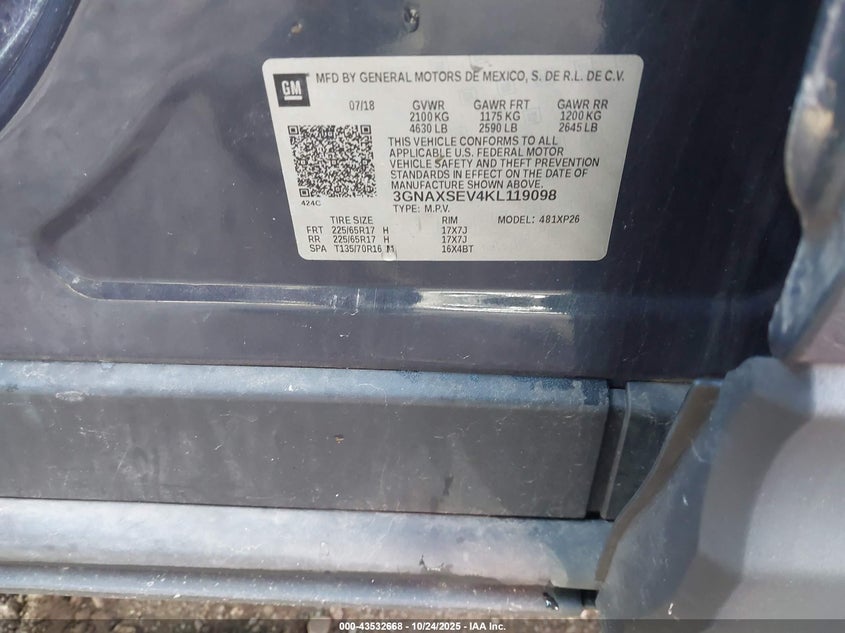 GM
MFD BY GENERAL MOTORS DE MEXICO, S. DE R.L. DE C.V.
07/18 GVWR GAWR FRT GAWR RR
2100 KG 1175 KG 1200 KG
4630 LB 2590 LB 2645 LB
THIS VEHICLE CONFORMS TO ALL
APPLICABLE U.S. FEDERAL MOTOR
VEHICLE SAFETY AND THEFT PREVENTION
STANDARDS IN EFFECT ON THE DATE OF
MANUFACTURE SHOWN ABOVE.
424C 3GNAXSEV4KL119098
TYPE: M.P.V.
TIRE SIZE RIM MODEL: 481XP26
FRT 225/65R17 H 17X7J
RR 225/65R17 H 17X7J
SPA T135/70R16 M 16X4BT
000-43532668 - 10/24/2025 - IAA Inc.